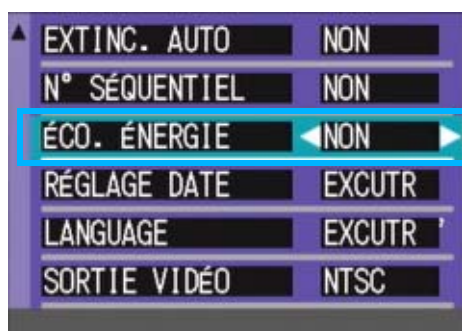 EXTINC. AUTO NON
N° SÉQUENTIEL NON
ÉCO. ÉNERGIE NON
RÉGLAGE DATE EXCUTR
LANGUAGE EXCUTR '
SORTIE VIDÉO NTSC